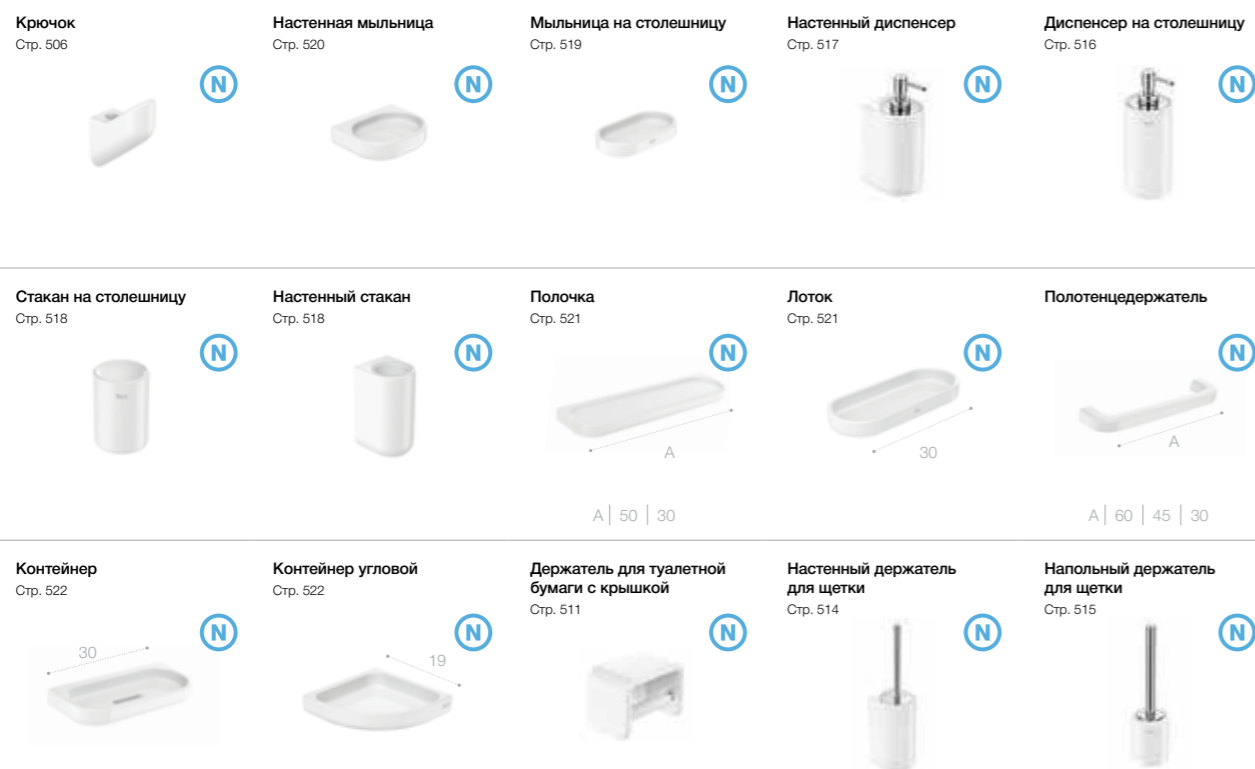 Крючок
Стр. 506
N
Настенная мыльница
Стр. 520
N
Мыльница на столешницу
Стр. 519
N
Настенный диспенсер
Стр. 517
N
Диспенсер на столешницу
Стр. 516
N
Стакан на столешницу
Стр. 518
N
Настенный стакан
Стр. 518
N
Полочка
Стр. 521
N
A
A | 50 | 30
Лоток
Стр. 521
N
30
Полотенцедержатель
N
A
A | 60 | 45 | 30
Контейнер
Стр. 522
N
30
Контейнер угловой
Стр. 522
N
19
Держатель для туалетной
бумаги с крышкой
Стр. 511
N
Настенный держатель
для щетки
Стр. 514
N
Напольный держатель
для щетки
Стр. 515
N